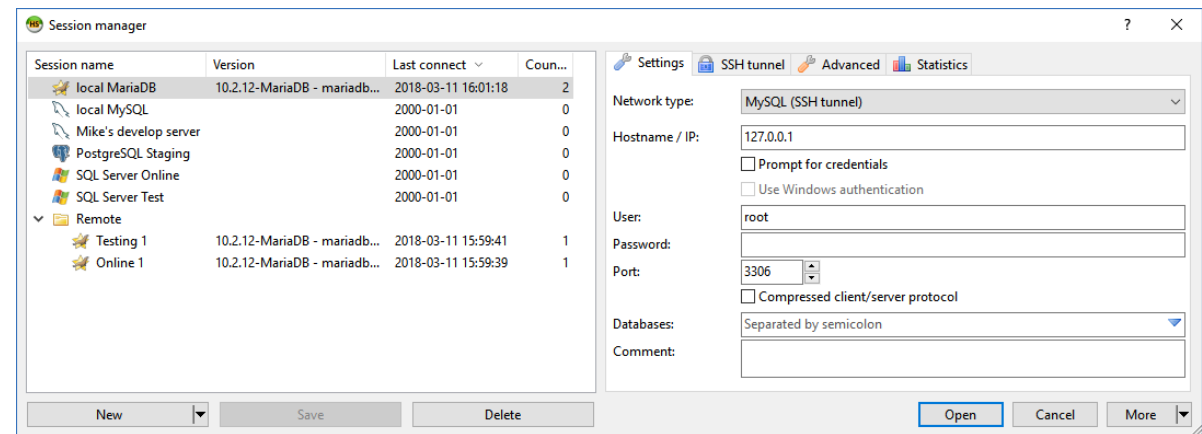 Session manager
Session name Version Last connect Coun...
local MariaDB 10.2.12-MariaDB - mariadb... 2018-03-11 16:01:18 2
local MySQL 2000-01-01 0
Mike's develop server 2000-01-01 0
PostgreSQL Staging 2000-01-01 0
SQL Server Online 2000-01-01 0
SQL Server Test 2000-01-01 0
Remote
Testing 1 10.2.12-MariaDB - mariadb... 2018-03-11 15:59:41 1
Online 1 10.2.12-MariaDB - mariadb... 2018-03-11 15:59:39 1
New Save Delete
Settings SSH tunnel Advanced Statistics
Network type: MySQL (SSH tunnel)
Hostname / IP: 127.0.0.1
Prompt for credentials
Use Windows authentication
User: root
Password:
Port: 3306
Compressed client/server protocol
Databases: Separated by semicolon
Comment:
Open Cancel More